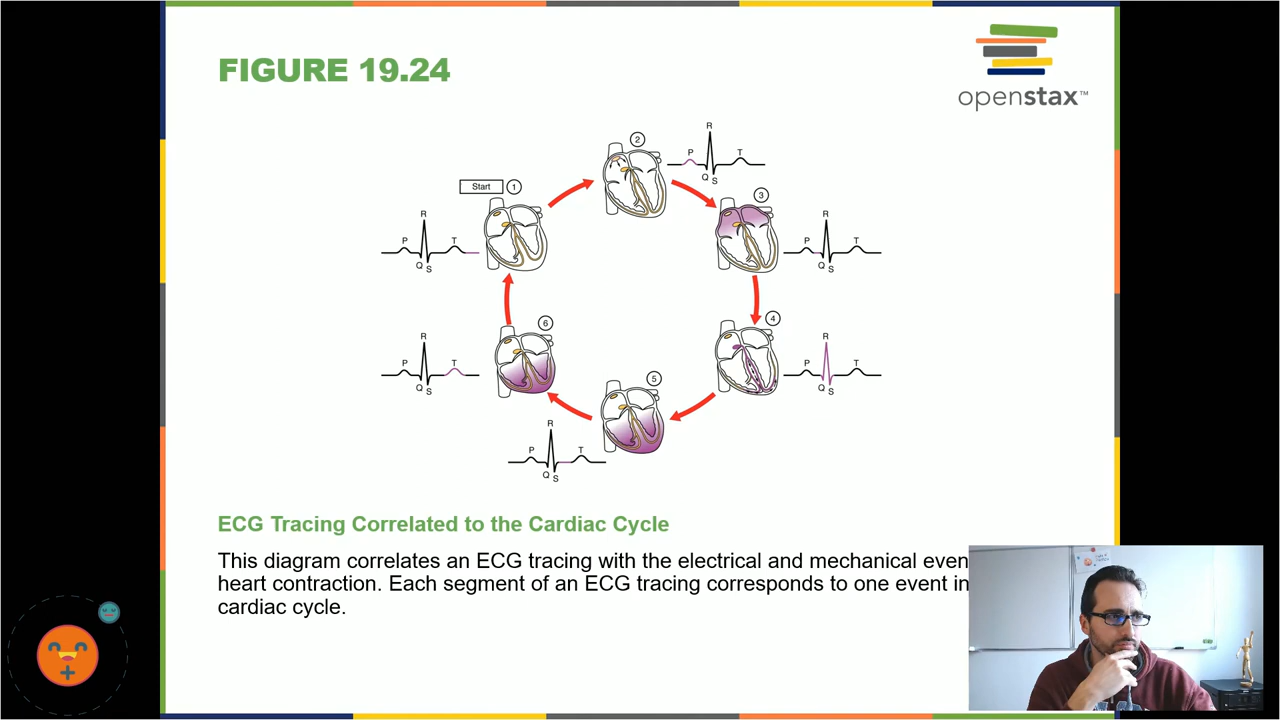 FIGURE 19.24
openstax™
Start 1
2
P R Q S T
3
P R Q S T
P R Q S T
4
P R Q S T
5
P R Q S T
6
P R Q S T
ECG Tracing Correlated to the Cardiac Cycle
This diagram correlates an ECG tracing with the electrical and mechanical even
heart contraction. Each segment of an ECG tracing corresponds to one event in
cardiac cycle.